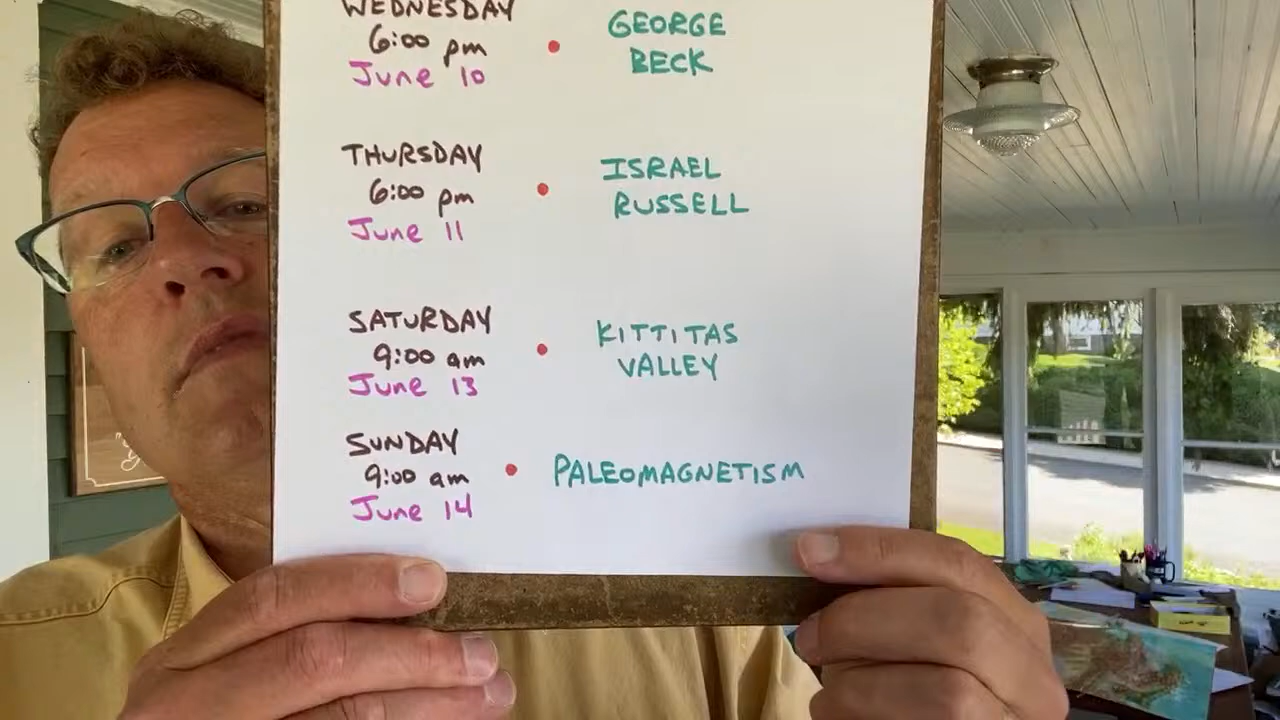 WEDNESDAY
6:00 pm
June 10
GEORGE
BECK
THURSDAY
6:00 pm
June 11
ISRAEL
RUSSELL
SATURDAY
9:00 am
June 13
KITTITAS
VALLEY
SUNDAY
9:00 am
June 14
PALEOMAGNETISM